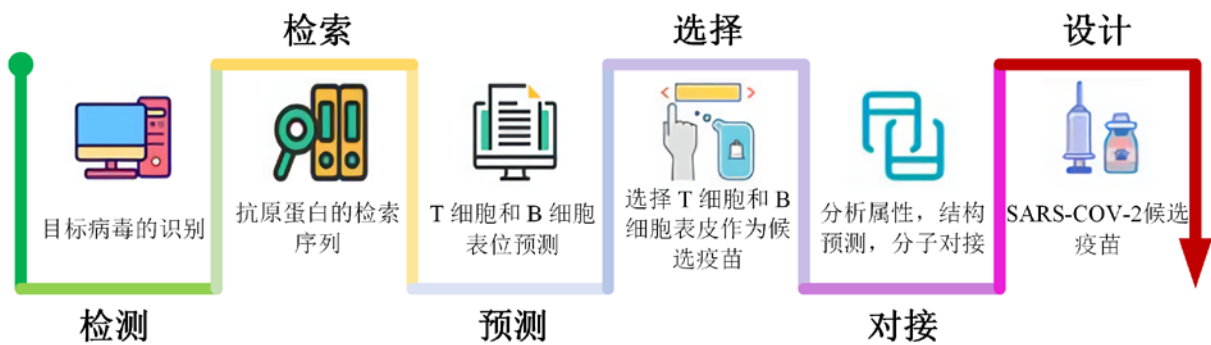 检索
选择
设计
目标病毒的识别
抗原蛋白的检索
序列
T 细胞和 B 细胞
表位预测
选择 T 细胞和 B
细胞表皮作为候
选疫苗
分析属性，结构
预测，分子对接
SARS-COV-2候选
疫苗
检测
预测
对接